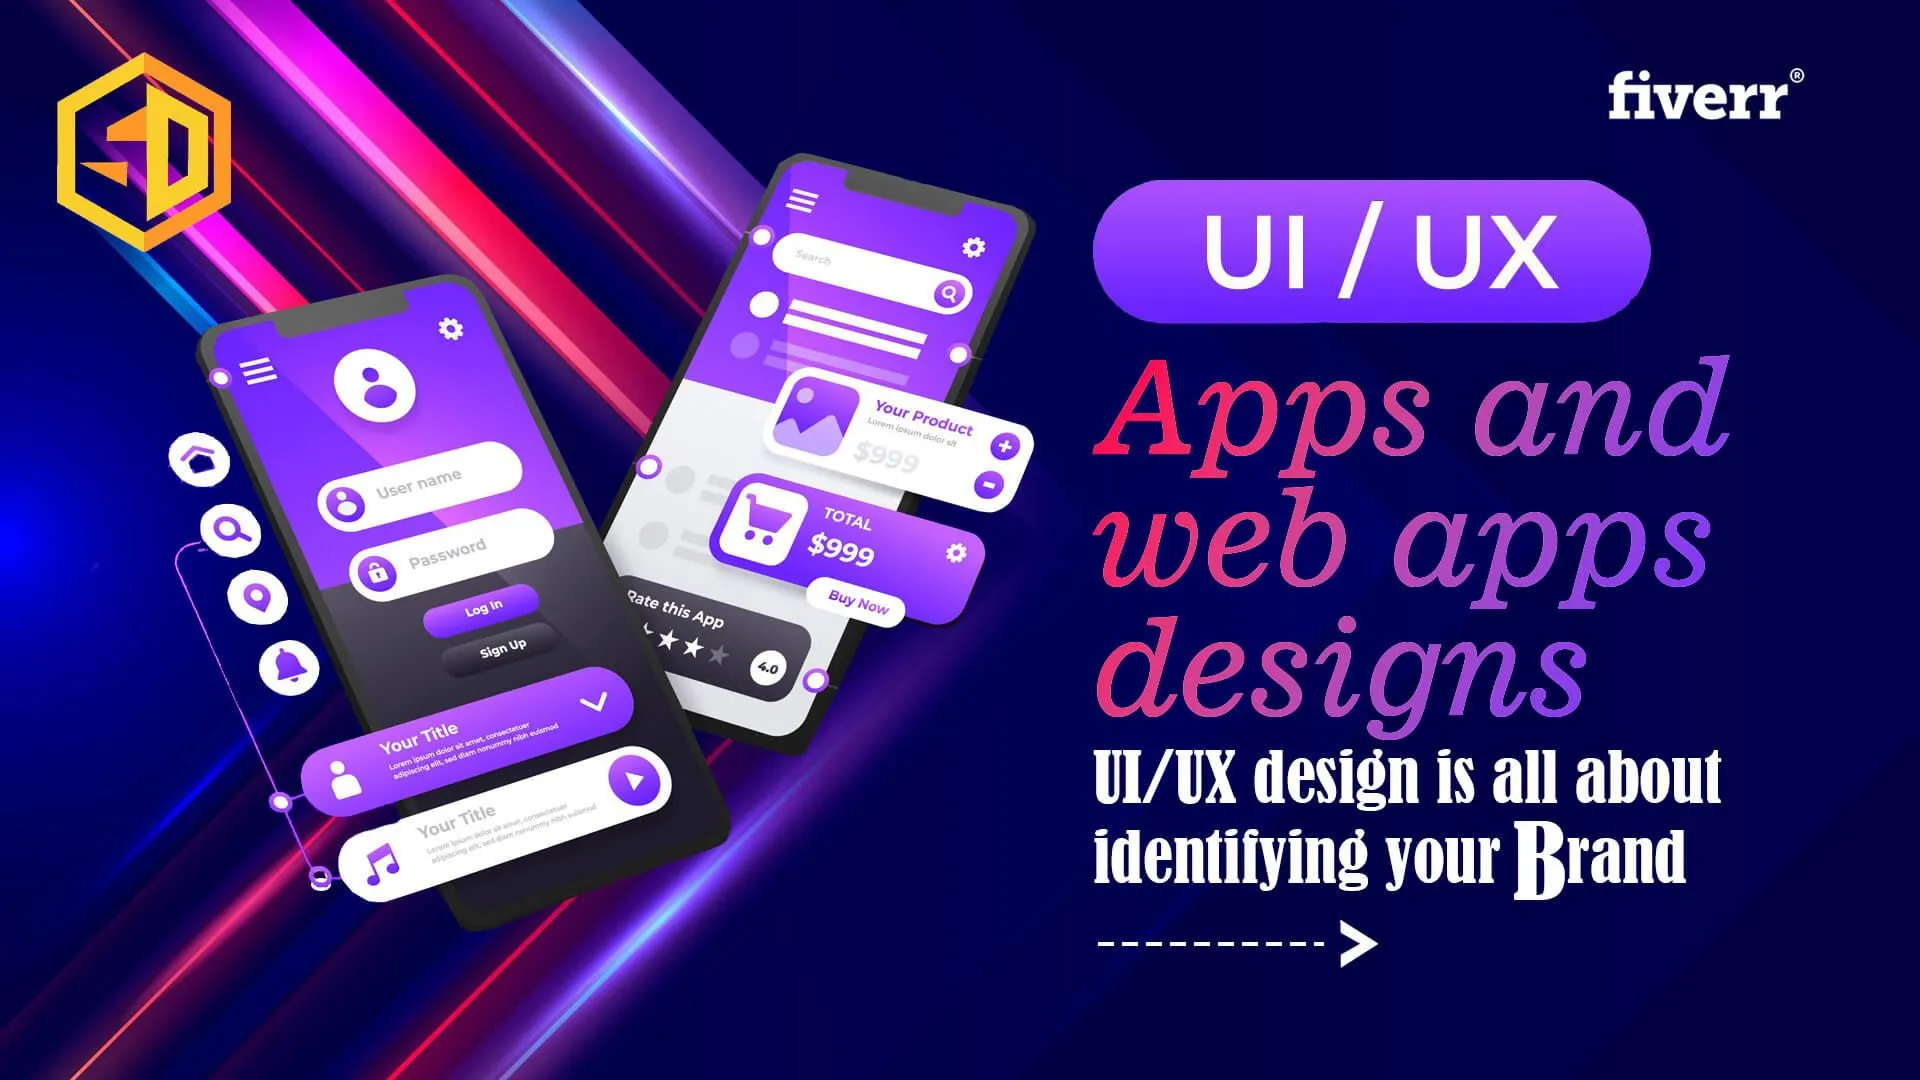 fiverr®
UI / UX
Apps and
web apps
designs
UI/UX design is all about
identifying your Brand
Search
Your Product
Lorem ipsum dolor sit
$999
TOTAL
$999
Buy Now
Rate this App
4.0
User name
Password
Log In
Sign Up
Your Title
Lorem ipsum dolor sit amet, consectetuer
adipiscing elit, sed diam nonummy nibh euismod
Your Title
Lorem ipsum dolor sit amet, consectetuer
adipiscing elit, sed diam nonummy nibh euismod